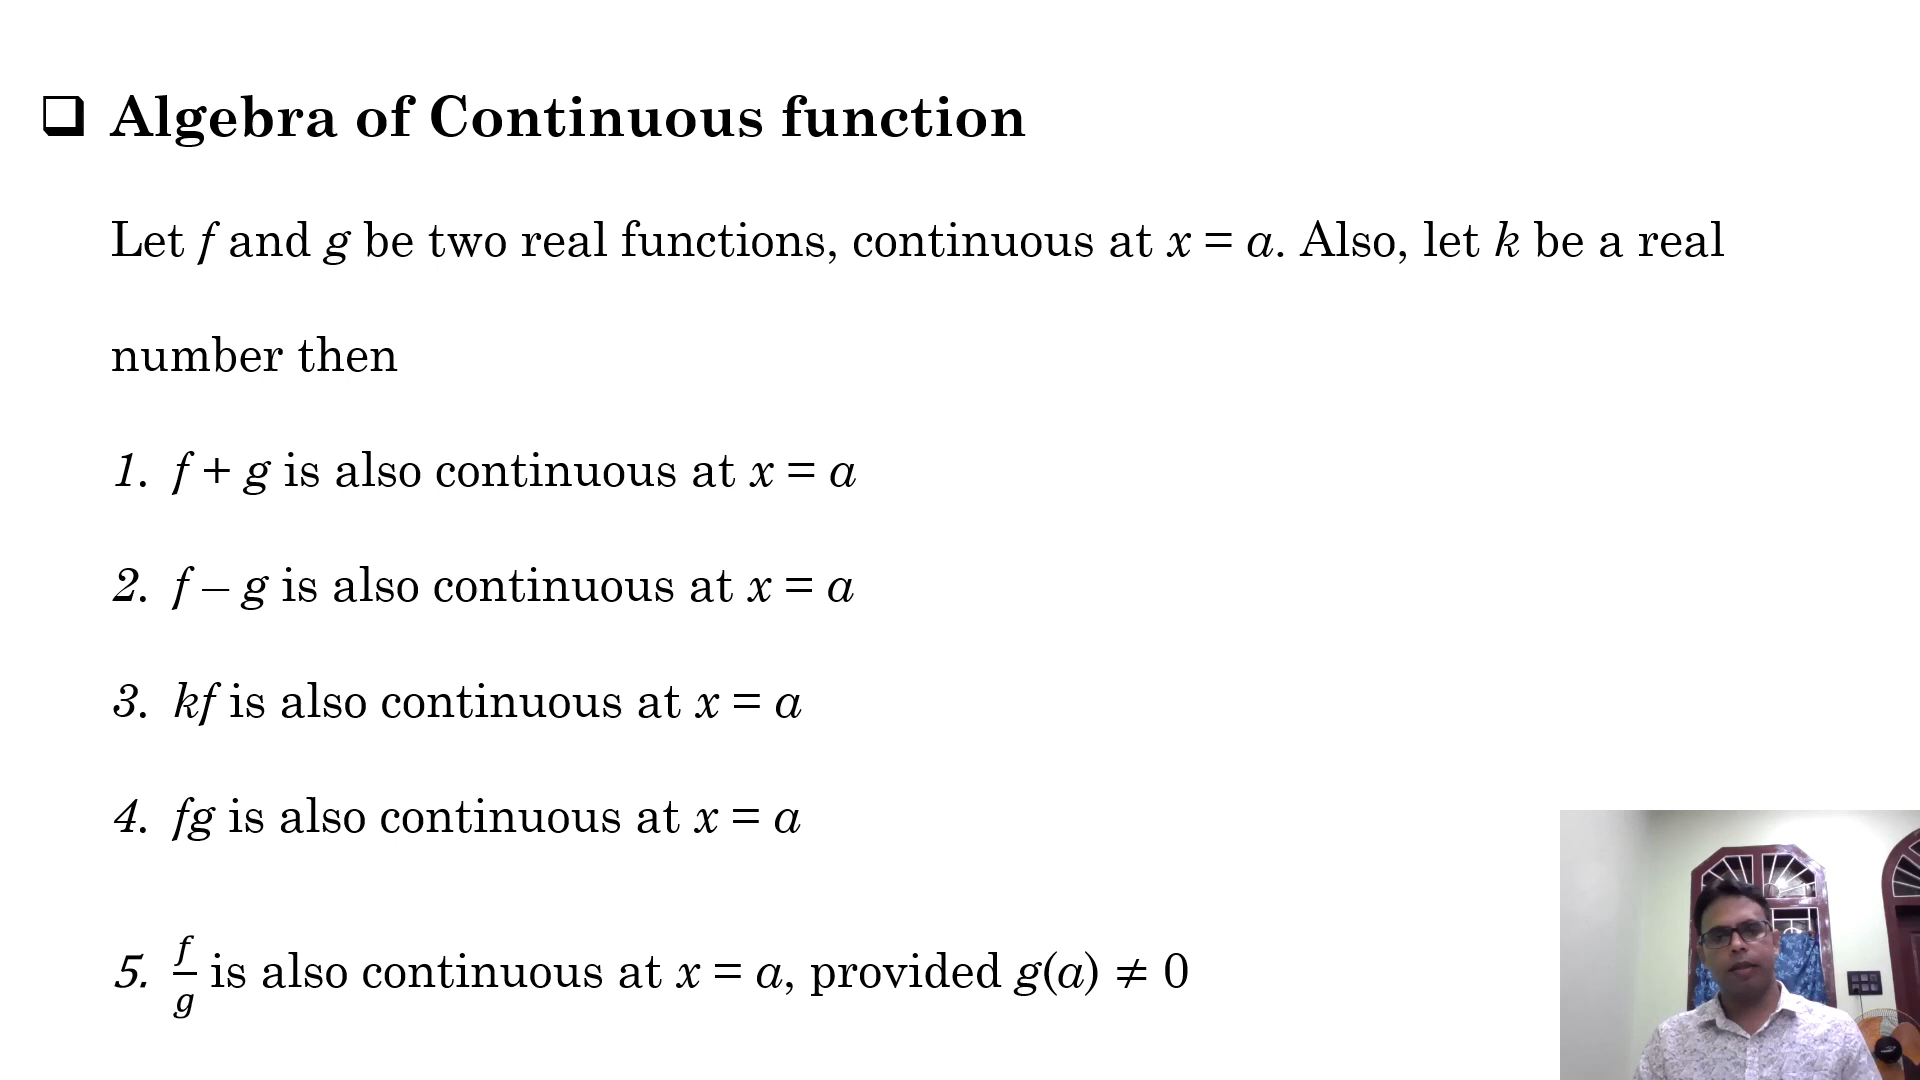 ❑ Algebra of Continuous function
Let f and g be two real functions, continuous at x = a. Also, let k be a real
number then
1. f + g is also continuous at x = a
2. f – g is also continuous at x = a
3. kf is also continuous at x = a
4. fg is also continuous at x = a
5. f/g is also continuous at x = a, provided g(a) ≠ 0